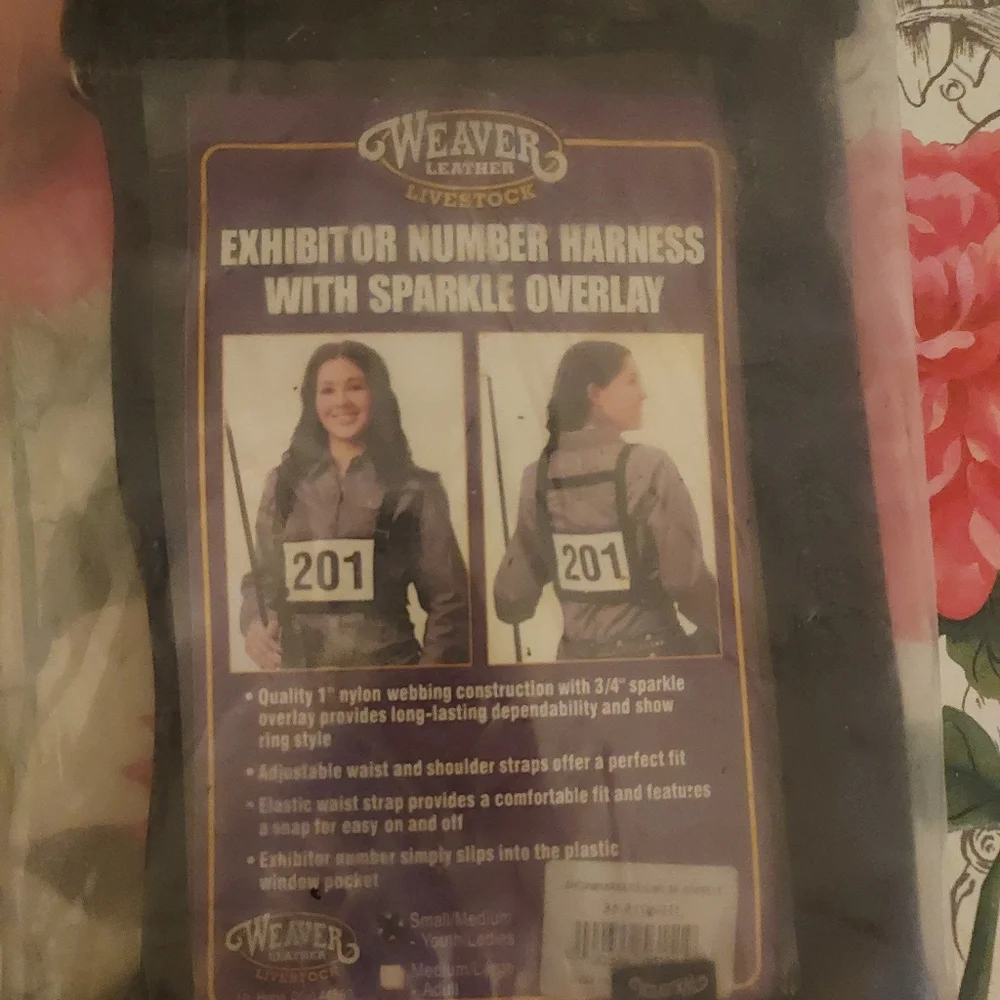 WEAVER
LEATHER
LIVESTOCK
EXHIBITOR NUMBER HARNESS
WITH SPARKLE OVERLAY
201
201
• Quality 1" nylon webbing construction with 3/4" sparkle
overlay provides long-lasting dependability and show
ring style
• Adjustable waist and shoulder straps offer a perfect fit
• Elastic waist strap provides a comfortable fit and features
a snap for easy on and off
• Exhibitor number simply slips into the plastic
window pocket
WEAVER
LEATHER
LIVESTOCK
Small/Medium
- Youth/Ladies
Medium/Large
- Adult